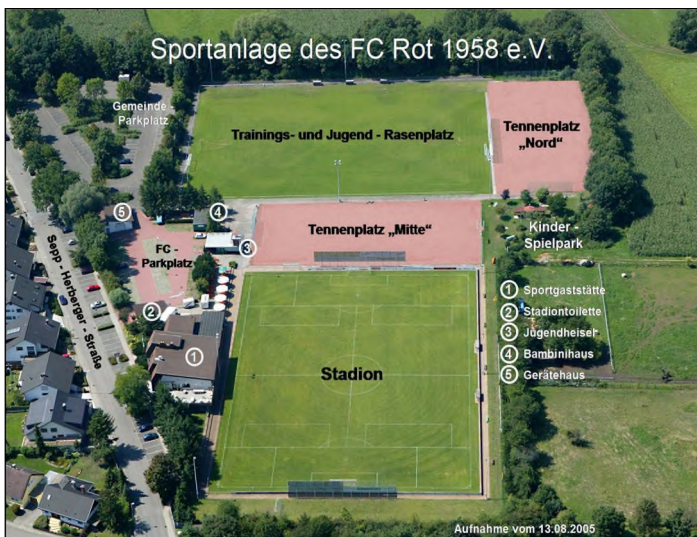 Sportanlage des FC Rot 1958 e.V.
Gemeinde -
Parkplatz
Trainings- und Jugend - Rasenplatz
Tennenplatz
„Nord“
5
4
Tennenplatz „Mitte“
Kinder -
Spielpark
FC -
Parkplatz
3
Sepp - Herberger - Straße
1 Sportgaststätte
2 Stadiontoilette
3 Jugendheisel
4 Bambinihaus
5 Gerätehaus
2
1
Stadion
Aufnahme vom 13.08.2005